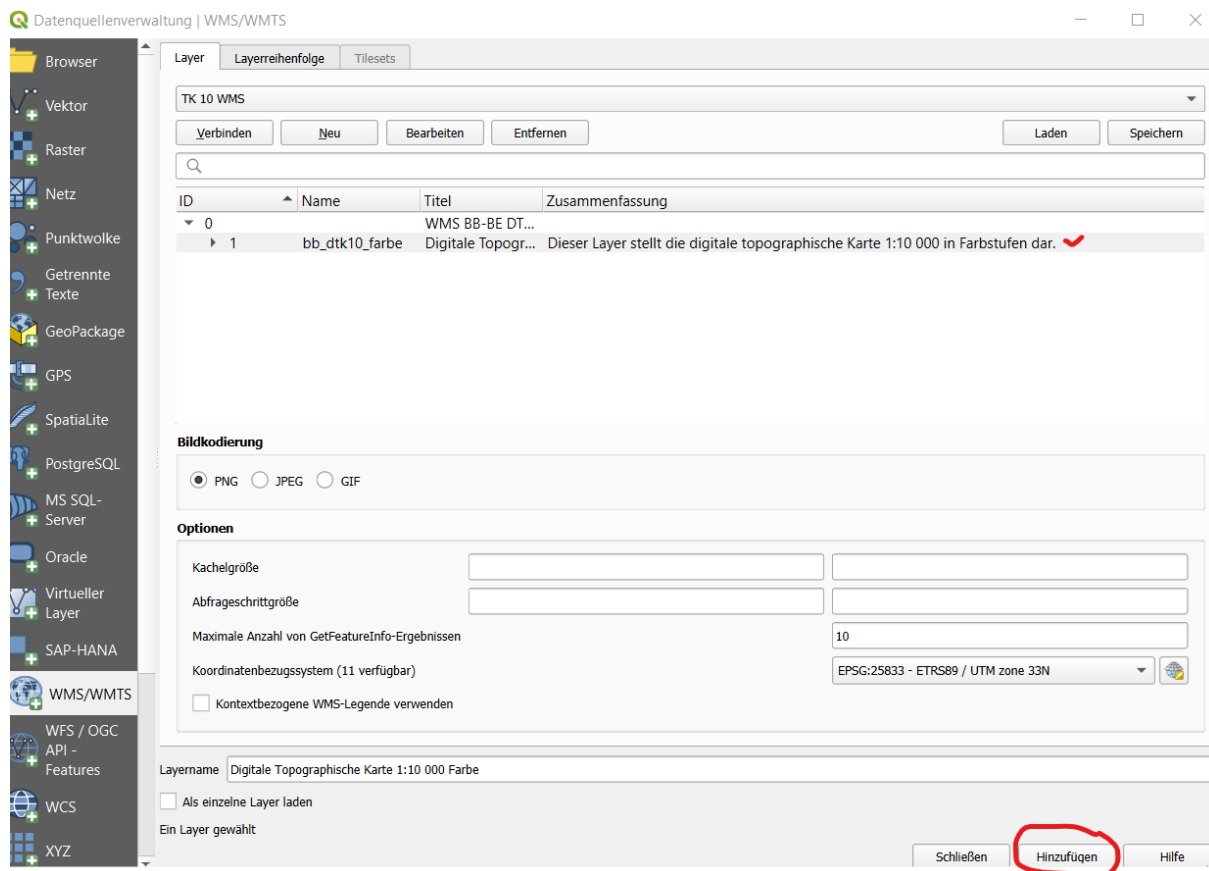 Datenquellenverwaltung | WMS/WMTS
Browser
Vektor
Raster
Netz
Punktwolke
Getrennte
Texte
GeoPackage
GPS
SpatiaLite
PostgreSQL
MS SQL-
Server
Oracle
Virtueller
Layer
SAP-HANA
WMS/WMTS
WFS / OGC
API -
Features
WCS
XYZ
Layer Layerreihenfolge Tilesets
TK 10 WMS
Verbinden Neu Bearbeiten Entfernen Laden Speichern
ID Name Titel Zusammenfassung
0 WMS BB-BE DT...
1 bb_dtk10_farbe Digitale Topogr... Dieser Layer stellt die digitale topographische Karte 1:10 000 in Farbstufen dar.
Bildkodierung
PNG JPEG GIF
Optionen
Kachelgröße
Abfrageschrittgröße
Maximale Anzahl von GetFeatureInfo-Ergebnissen 10
Koordinatenbezugssystem (11 verfügbar) EPSG:25833 - ETRS89 / UTM zone 33N
Kontextbezogene WMS-Legende verwenden
Layername Digitale Topographische Karte 1:10 000 Farbe
Als einzelne Layer laden
Ein Layer gewählt
Schließen Hinzufügen Hilfe